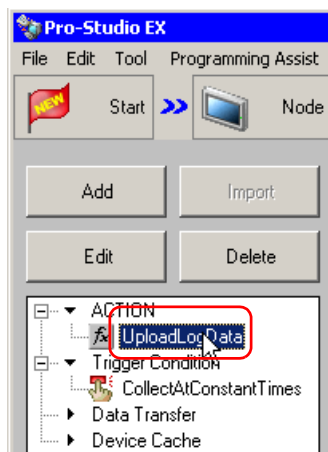 Pro-Studio EX
File Edit Tool Programming Assist
NEW Start Node
Add Import
Edit Delete
ACTION
fx UploadLogData
Trigger Condition
CollectAtConstantTimes
Data Transfer
Device Cache